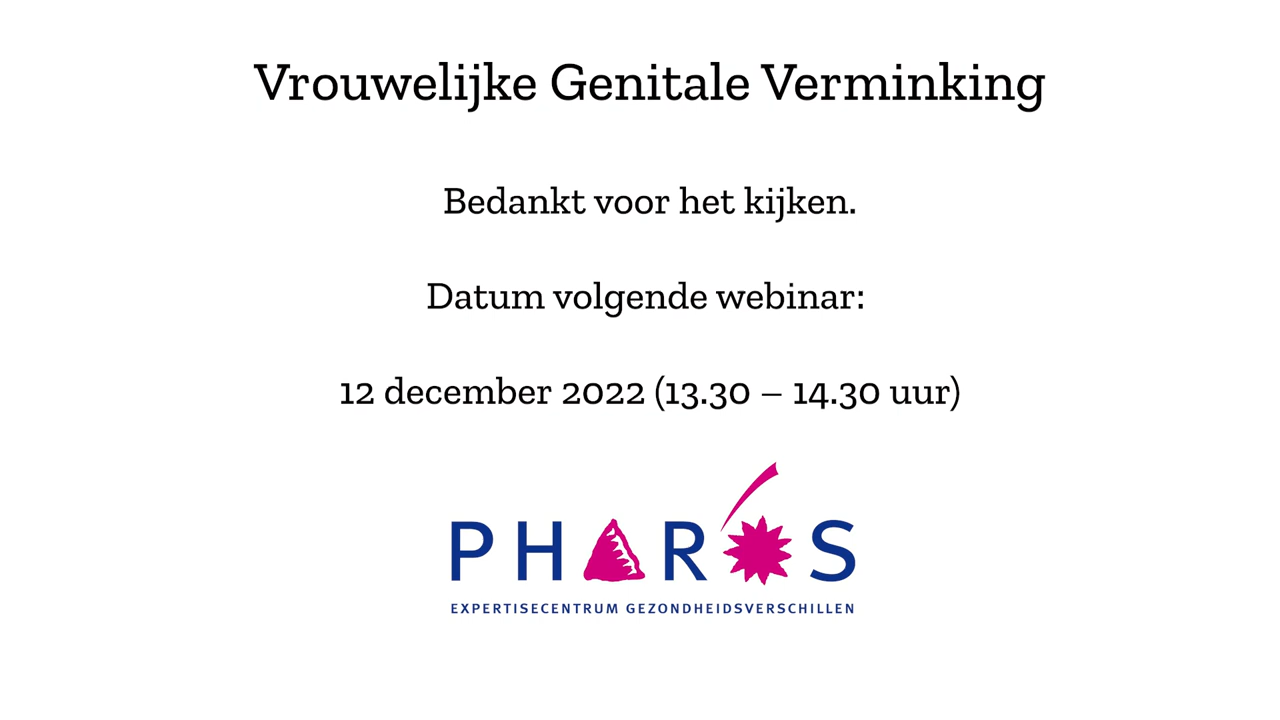 Vrouwelijke Genitale Verminking
Bedankt voor het kijken.
Datum volgende webinar:
12 december 2022 (13.30 – 14.30 uur)
PHAROS
EXPERTISECENTRUM GEZONDHEIDSVERSCHILLEN